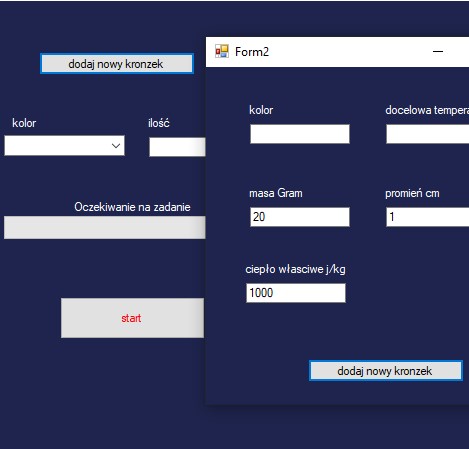 dodaj nowy kronzek
kolor
ilość
Oczekiwanie na zadanie
start
Form2
kolor
docelowa tempera
masa Gram
20
promień cm
1
ciepło własciwe j/kg
1000
dodaj nowy kronzek